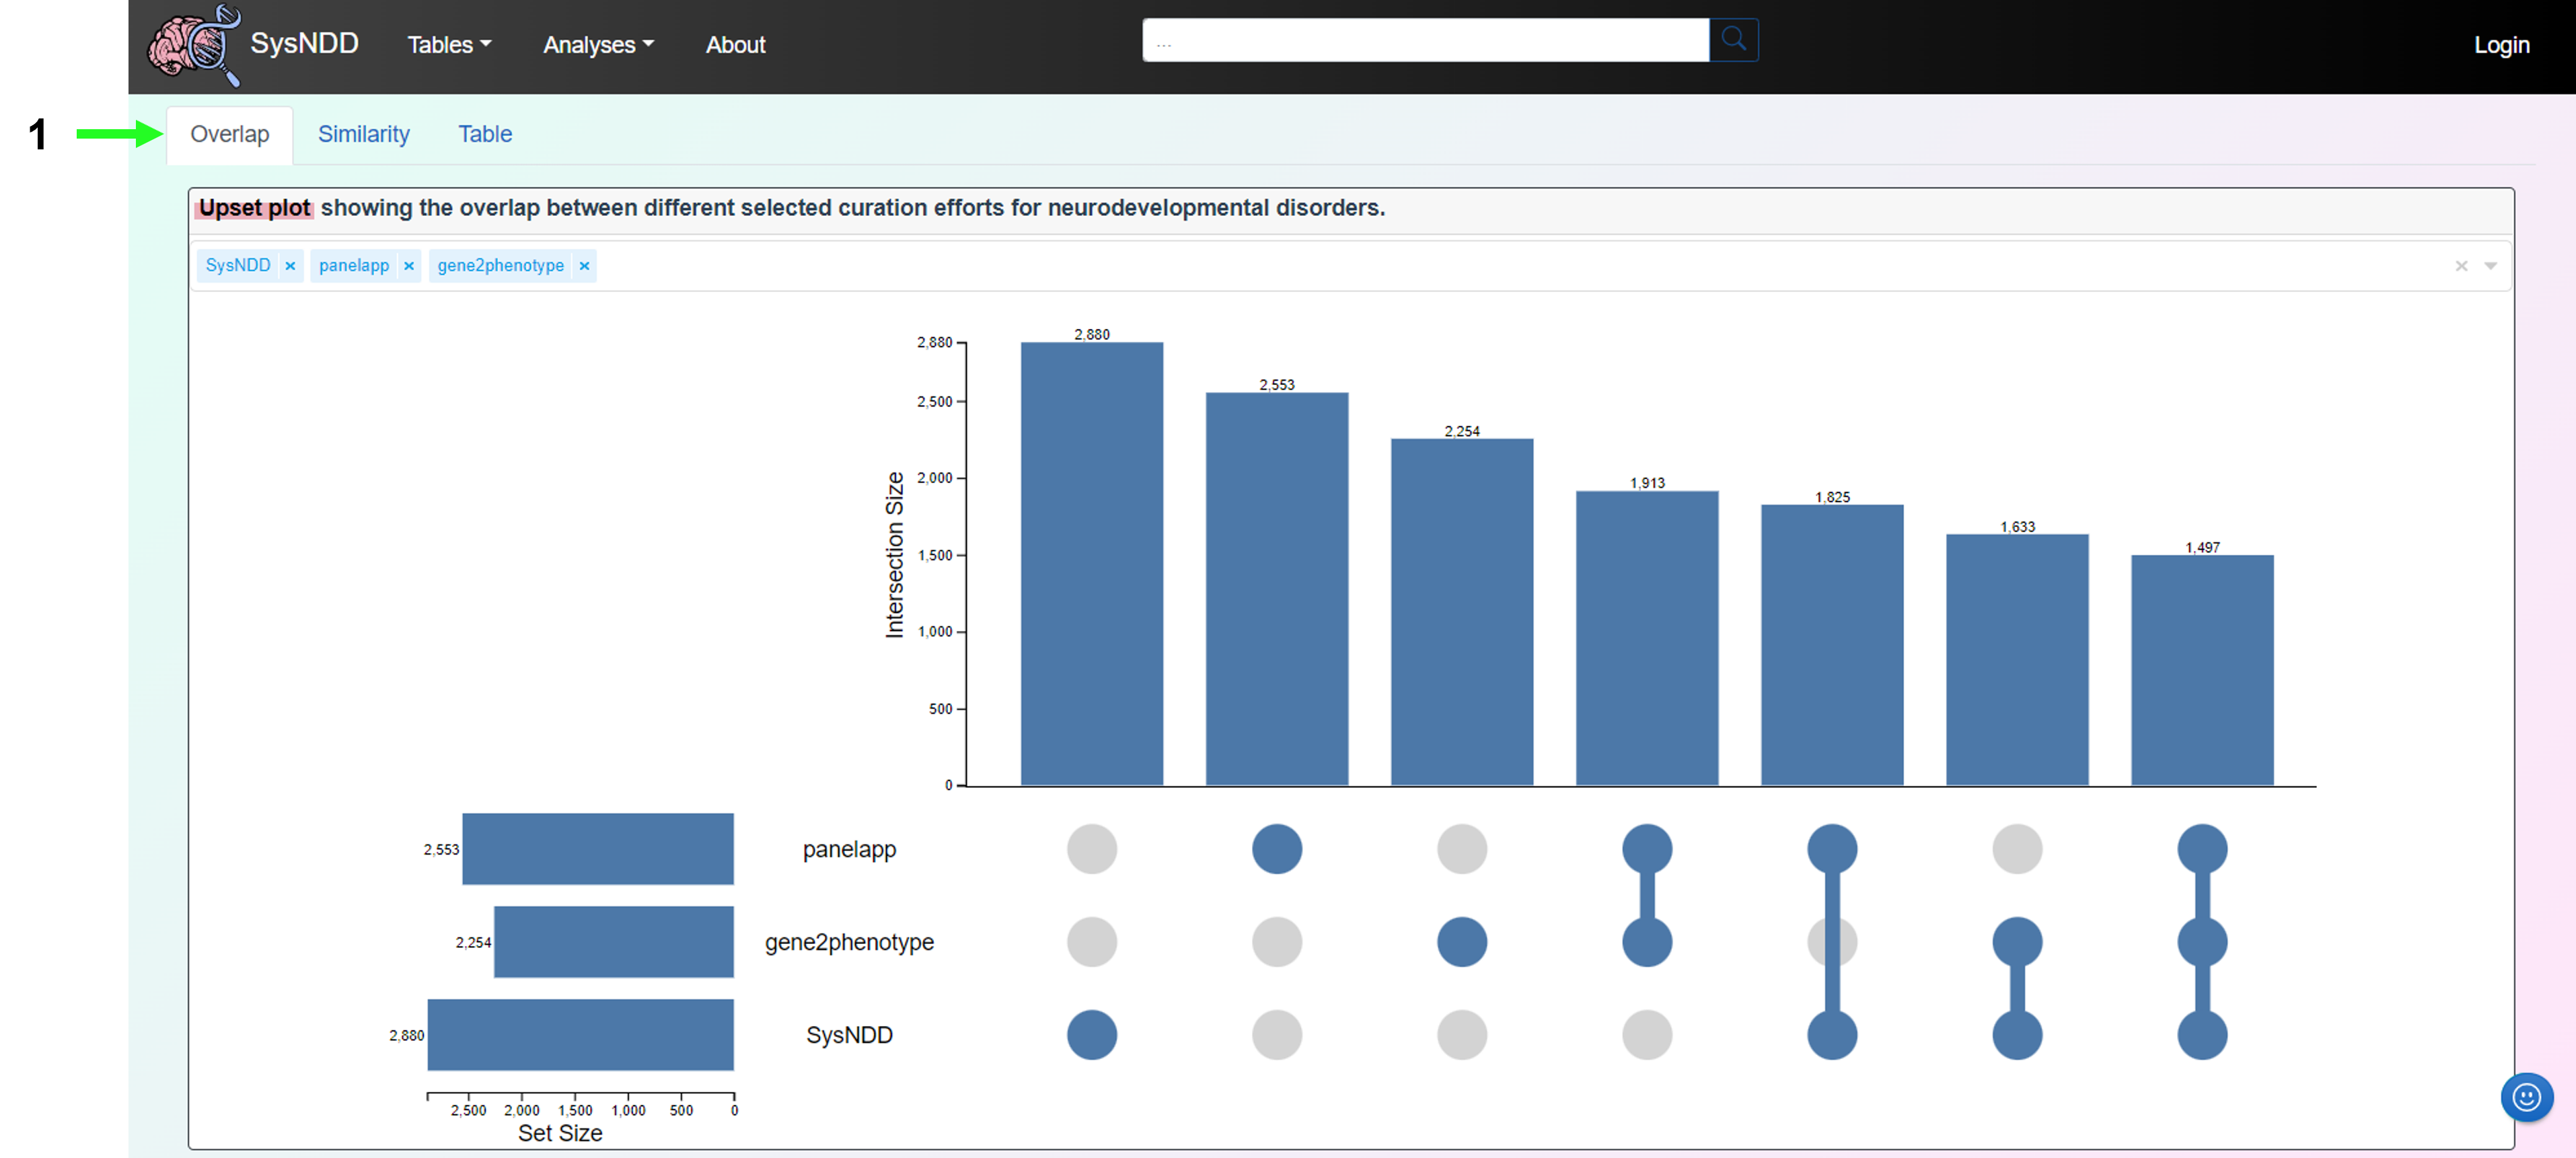 SysNDD Tables Analyses About ... Login
1 Overlap Similarity Table
Upset plot showing the overlap between different selected curation efforts for neurodevelopmental disorders.
SysNDD × panelapp × gene2phenotype ×
Intersection Size
2,880
2,500
2,000
1,500
1,000
500
0
2,880
2,553
2,254
1,913
1,825
1,633
1,497
2,553 panelapp
2,254 gene2phenotype
2,880 SysNDD
2,500 2,000 1,500 1,000 500 0
Set Size